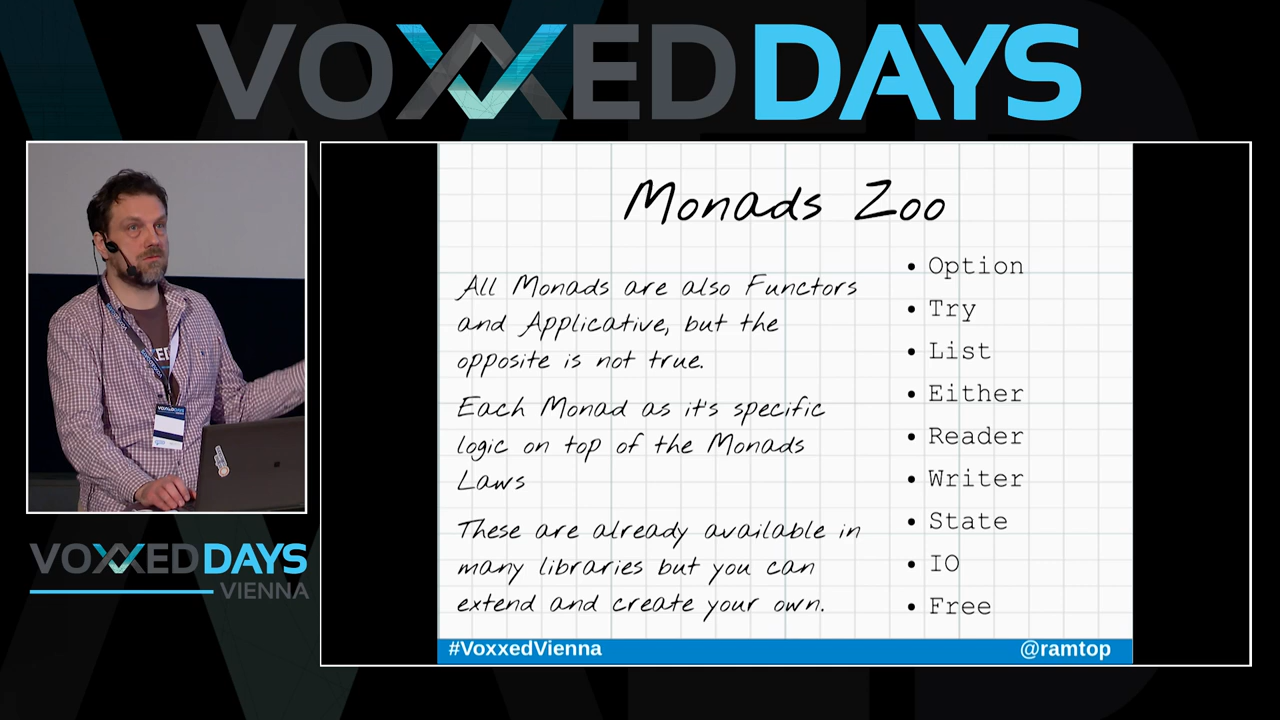 VOXXED DAYS
Monads Zoo
All Monads are also Functors
and Applicative, but the
opposite is not true.
Each Monad as it's specific
logic on top of the Monads
Laws
These are already available in
many libraries but you can
extend and create your own.
• Option
• Try
• List
• Either
• Reader
• Writer
• State
• IO
• Free
#VoxxedVienna
@ramtop
VOXXED DAYS
VOXXED DAYS
VIENNA